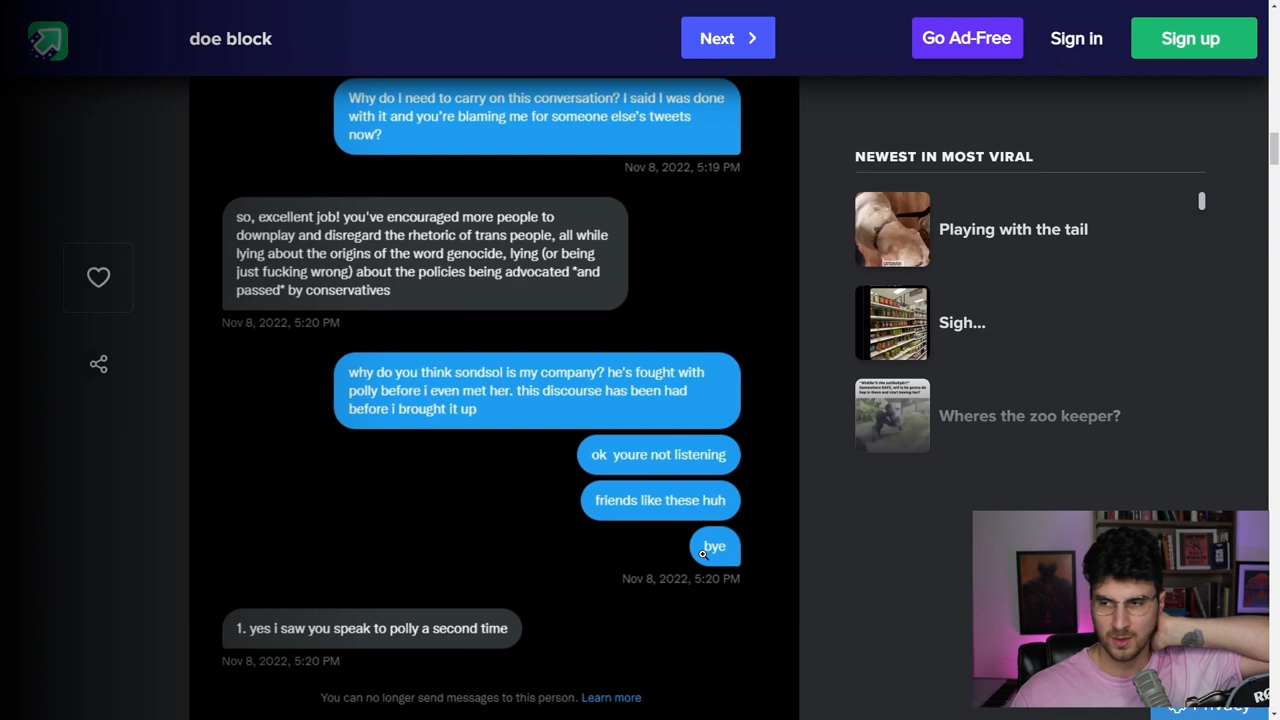 doe block
Next
Go Ad-Free
Sign in
Sign up
Why do I need to carry on this conversation? I said I was done
with it and you're blaming me for someone else's tweets
now?
Nov 8, 2022, 5:19 PM
so, excellent job! you've encouraged more people to
downplay and disregard the rhetoric of trans people, all while
lying about the origins of the word genocide, lying (or being
just fucking wrong) about the policies being advocated *and
passed* by conservatives
Nov 8, 2022, 5:20 PM
why do you think sondsol is my company? he's fought with
polly before i even met her. this discourse has been had
before i brought it up
ok youre not listening
friends like these huh
bye
Nov 8, 2022, 5:20 PM
1. yes i saw you speak to polly a second time
Nov 8, 2022, 5:20 PM
You can no longer send messages to this person. Learn more
NEWEST IN MOST VIRAL
Playing with the tail
Sigh...
Wheres the zoo keeper?